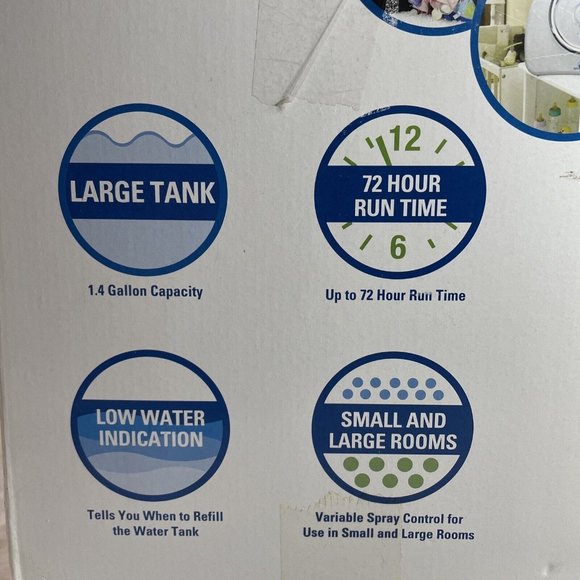 LARGE TANK
1.4 Gallon Capacity
12
72 HOUR
RUN TIME
6
Up to 72 Hour Run Time
LOW WATER
INDICATION
Tells You When to Refill
the Water Tank
SMALL AND
LARGE ROOMS
Variable Spray Control for
Use in Small and Large Rooms